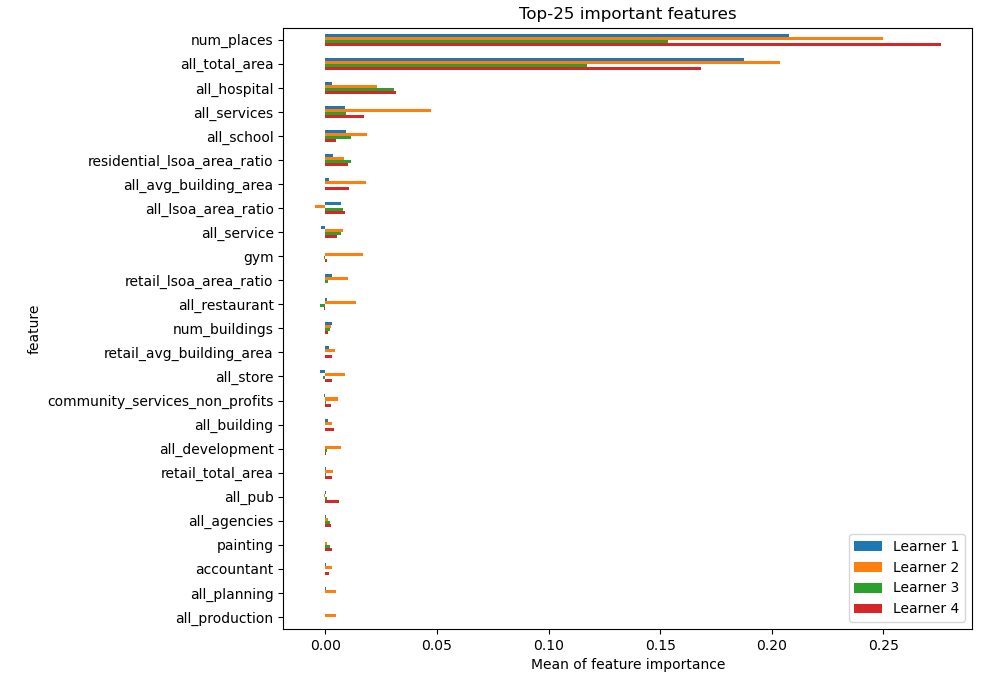 Top-25 important features
num_places
all_total_area
all_hospital
all_services
all_school
residential_lsoa_area_ratio
all_avg_building_area
all_lsoa_area_ratio
all_service
gym
retail_lsoa_area_ratio
all_restaurant
num_buildings
retail_avg_building_area
all_store
community_services_non_profits
all_building
all_development
retail_total_area
all_pub
all_agencies
painting
accountant
all_planning
all_production
feature
Learner 1
Learner 2
Learner 3
Learner 4
0.00 0.05 0.10 0.15 0.20 0.25
Mean of feature importance